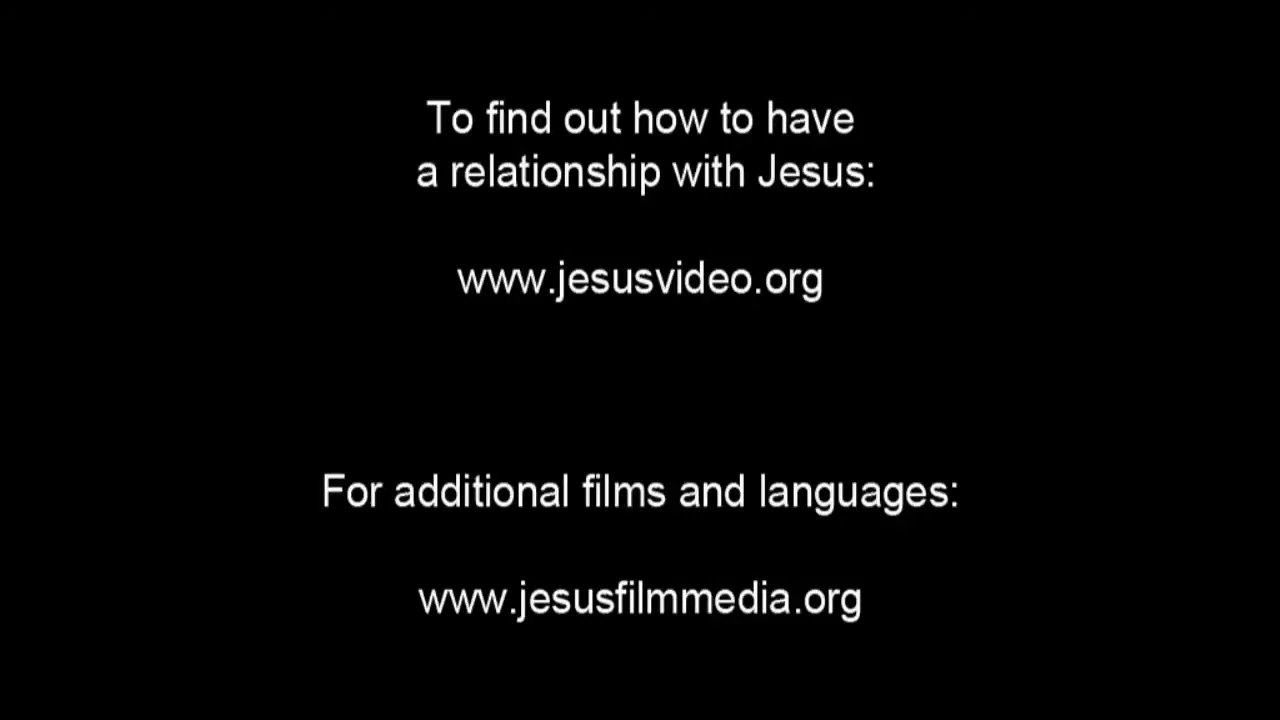 To find out how to have
a relationship with Jesus:
www.jesusvideo.org
For additional films and languages:
www.jesusfilmmedia.org